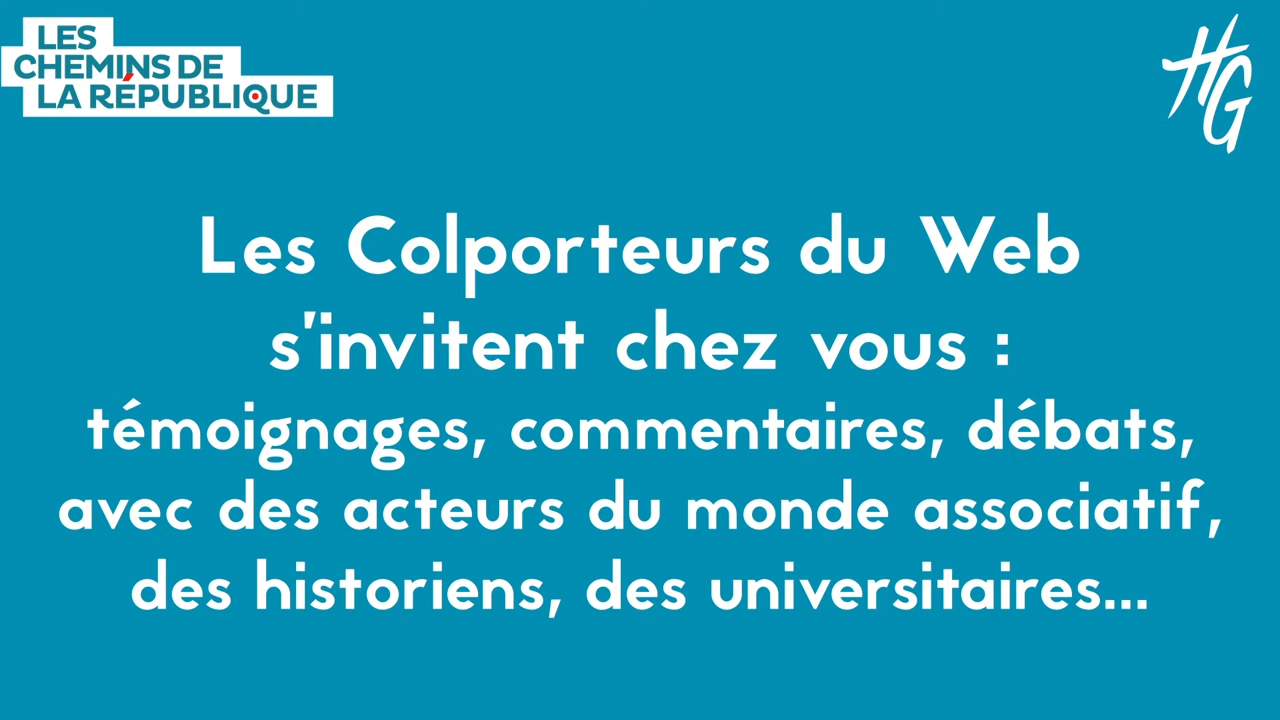 LES
CHEMINS DE
LA RÉPUBLIQUE
HG
Les Colporteurs du Web
s'invitent chez vous :
témoignages, commentaires, débats,
avec des acteurs du monde associatif,
des historiens, des universitaires...